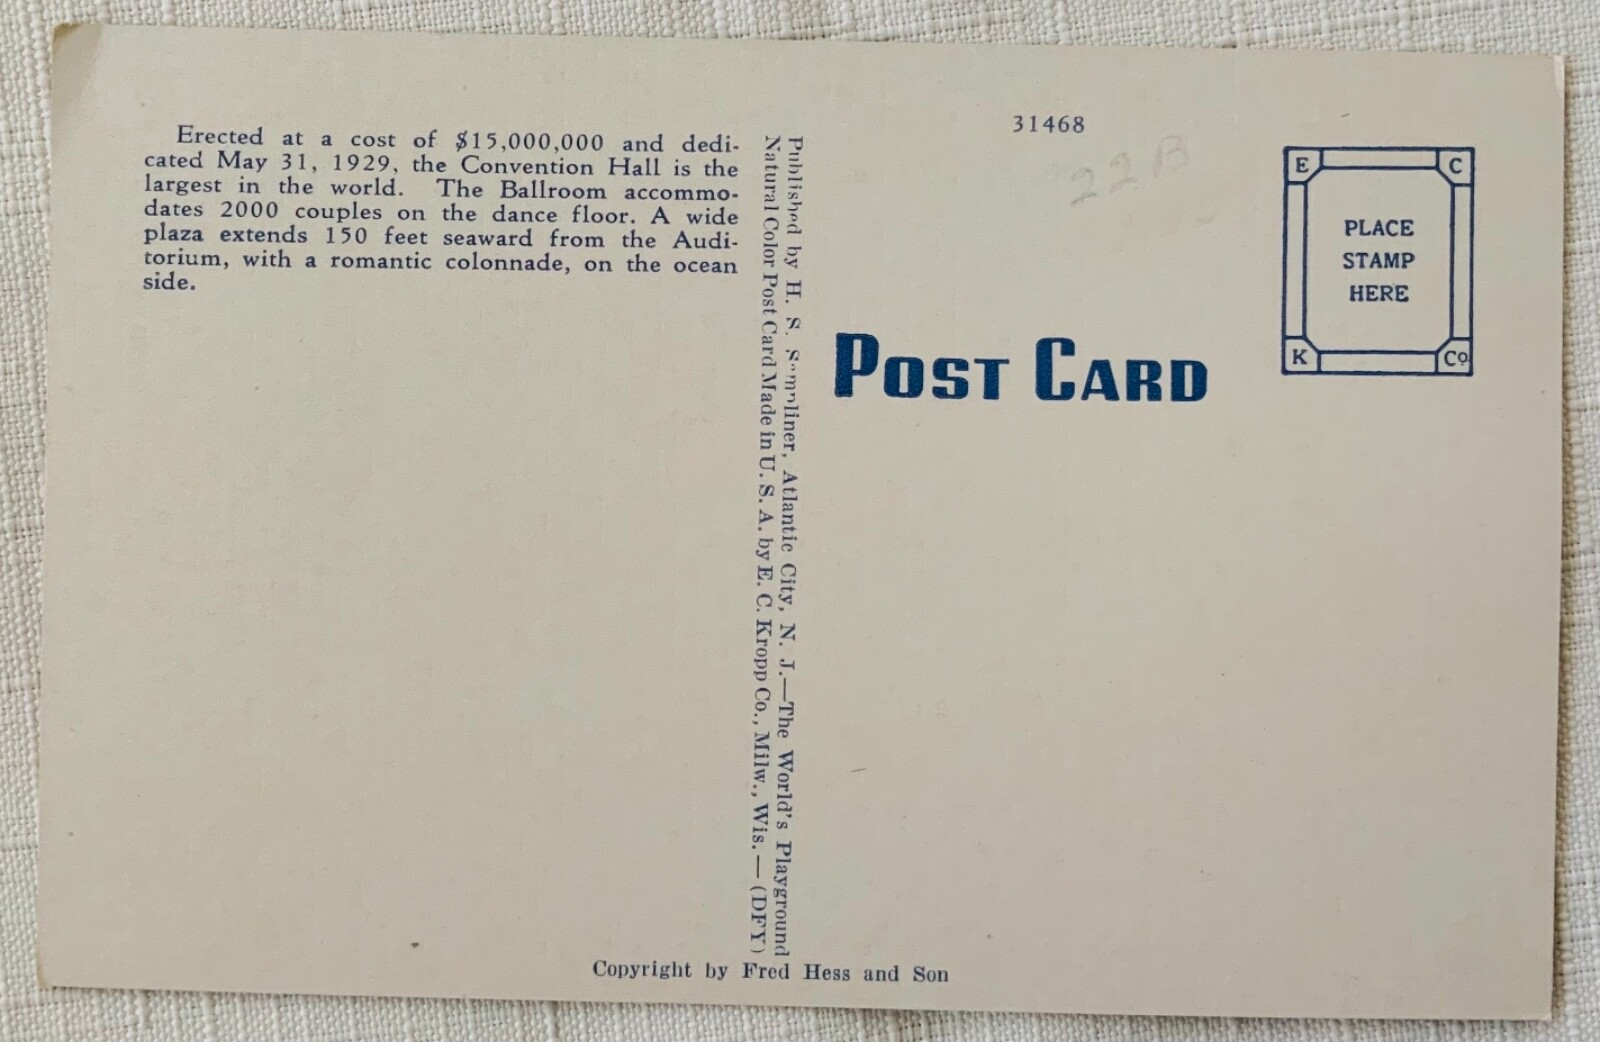 Erected at a cost of $15,000,000 and dedi-
cated May 31, 1929, the Convention Hall is the
largest in the world. The Ballroom accommo-
dates 2000 couples on the dance floor. A wide
plaza extends 150 feet seaward from the Audi-
torium, with a romantic colonnade, on the ocean
side.
Published by H. S. Sampliner, Atlantic City, N. J.—The World's Playground
Natural Color Post Card Made in U. S. A. by E. C. Kropp Co., Milw., Wis.— (DFY)
31468
22B
E C
PLACE
STAMP
HERE
K Co.
POST CARD
Copyright by Fred Hess and Son